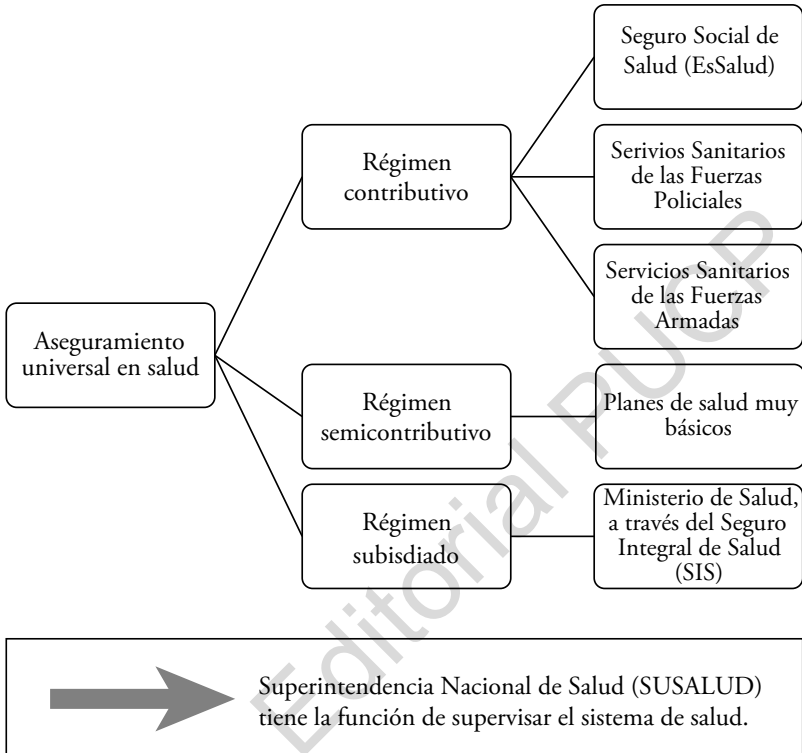 Seguro Social de
Salud (EsSalud)
Régimen
contributivo
Serivios Sanitarios
de las Fuerzas
Policiales
Servicios Sanitarios
de las Fuerzas
Armadas
Aseguramiento
universal en salud
Régimen
semicontributivo
Planes de salud muy
básicos
Régimen
subisdiado
Ministerio de Salud,
a través del Seguro
Integral de Salud
(SIS)
Superintendencia Nacional de Salud (SUSALUD)
tiene la función de supervisar el sistema de salud.
Editorial PUCP